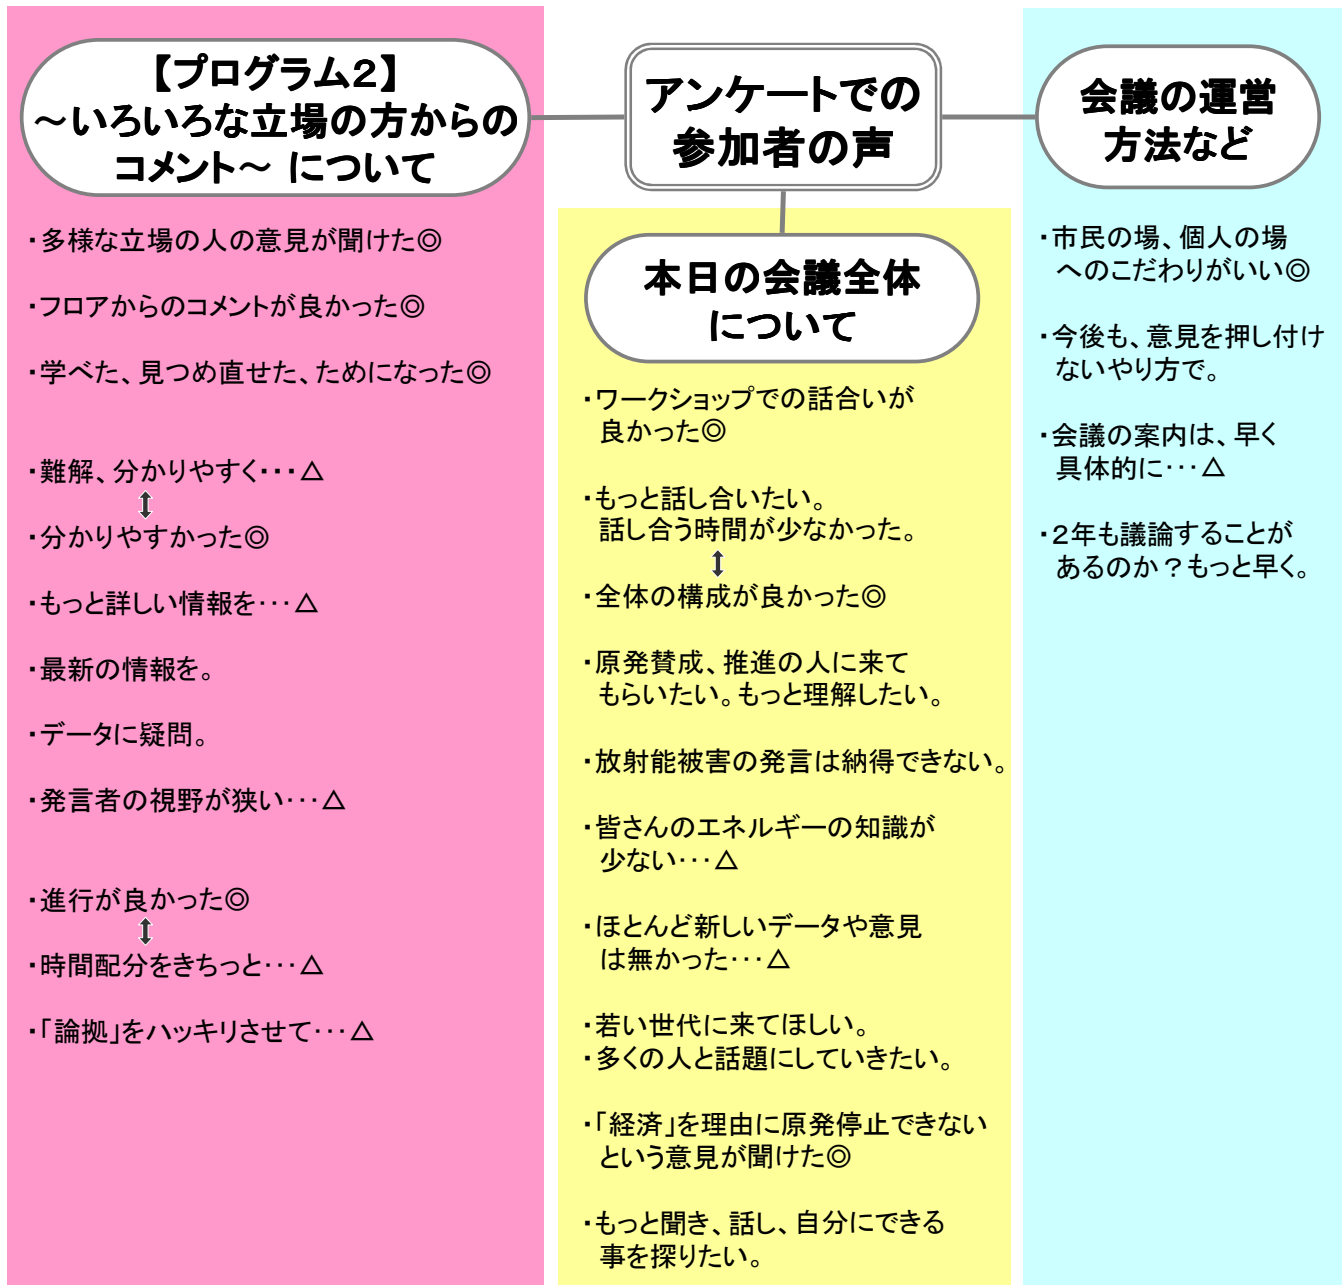 アンケートでの
参加者の声
【プログラム２】
～いろいろな立場の方からの
コメント～ について
・多様な立場の人の意見が聞けた◎
・フロアからのコメントが良かった◎
・学べた、見つめ直せた、ためになった◎
・難解、分かりやすく・・・△
・分かりやすかった◎
・もっと詳しい情報を・・・△
・最新の情報を。
・データに疑問。
・発言者の視野が狭い・・・△
・進行が良かった◎
・時間配分をきちっと・・・△
・「論拠」をハッキリさせて・・・△
本日の会議全体
について
・ワークショップでの話合いが
良かった◎
・もっと話し合いたい。
話し合う時間が少なかった。
・全体の構成が良かった◎
・原発賛成、推進の人に来て
もらいたい。もっと理解したい。
・放射能被害の発言は納得できない。
・皆さんのエネルギーの知識が
少ない・・・△
・ほとんど新しいデータや意見
は無かった・・・△
・若い世代に来てほしい。
・多くの人と話題にしていきたい。
・「経済」を理由に原発停止できない
という意見が聞けた◎
・もっと聞き、話し、自分にできる
事を探りたい。
会議の運営
方法など
・市民の場、個人の場
へのこだわりがいい◎
・今後も、意見を押し付け
ないやり方で。
・会議の案内は、早く
具体的に・・・△
・２年も議論することが
あるのか？もっと早く。